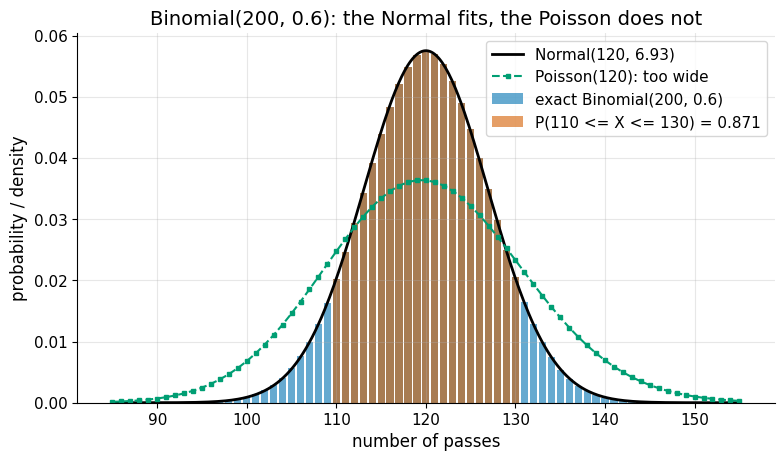 Binomial(200, 0.6): the Normal fits, the Poisson does not
Normal(120, 6.93)
Poisson(120): too wide
exact Binomial(200, 0.6)
P(110 <= X <= 130) = 0.871
probability / density
0.06
0.05
0.04
0.03
0.02
0.01
0.00
90 100 110 120 130 140 150
number of passes